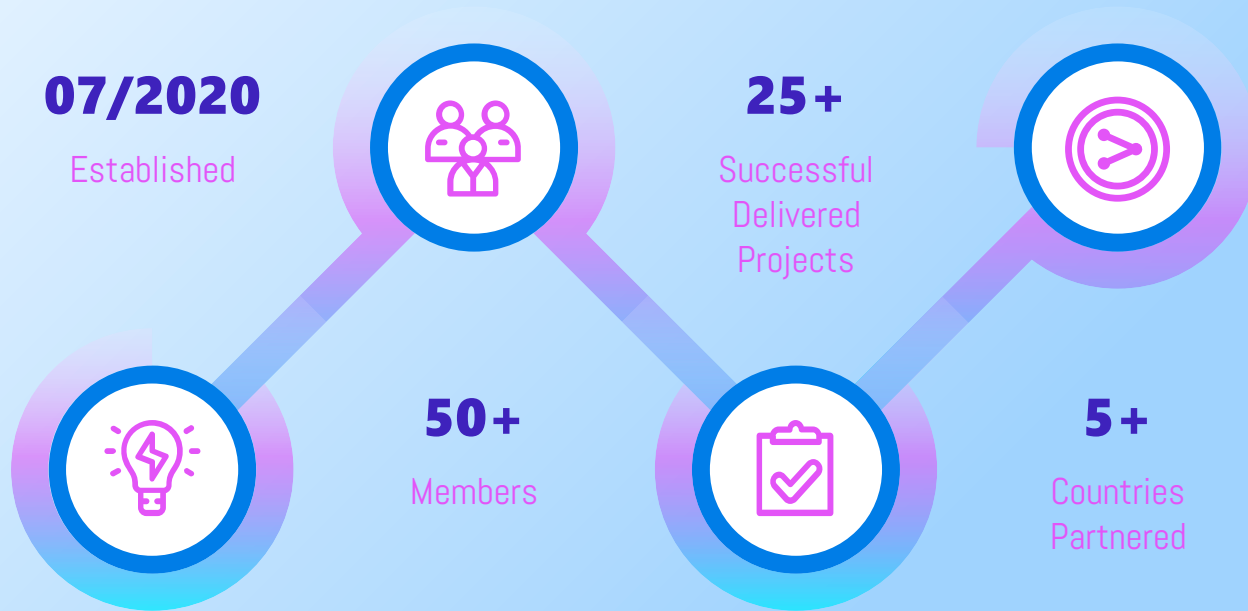 07/2020
Established
50+
Members
25+
Successful
Delivered
Projects
5+
Countries
Partnered